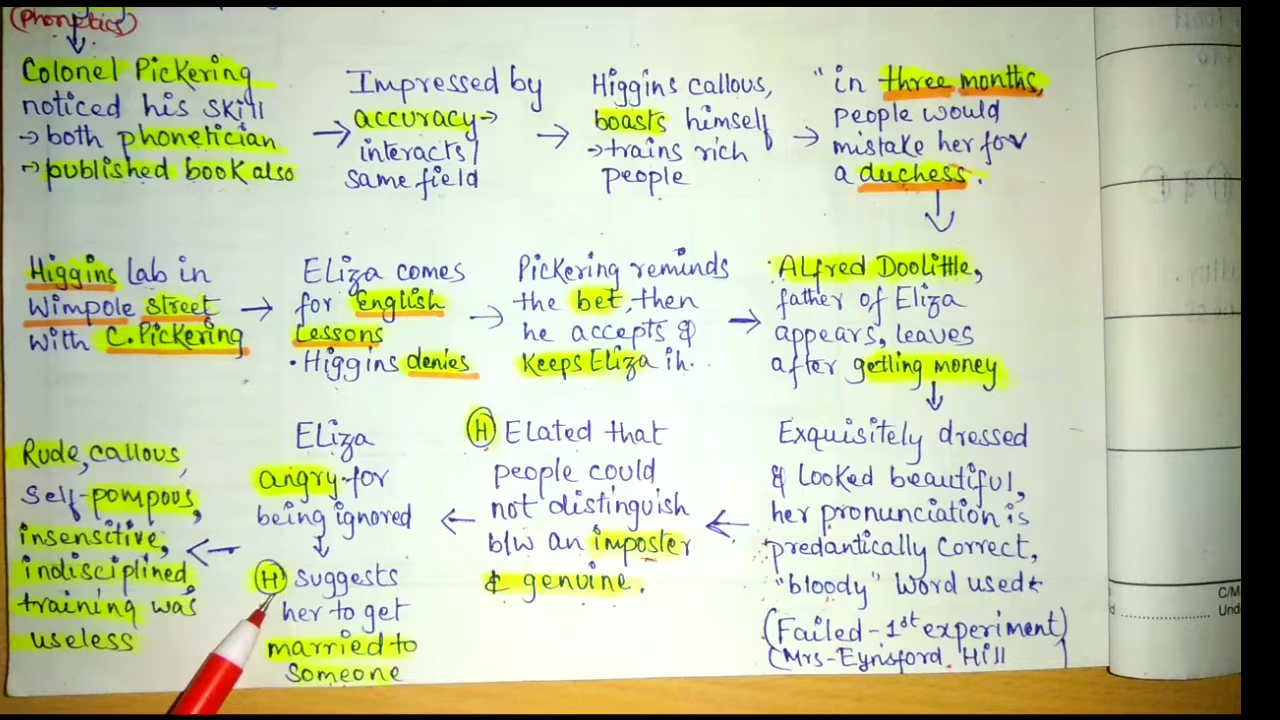 (Phonetics)
Colonel Pickering
noticed his skill
→ both phonetician
→ published book also
Impressed by
accuracy→
interacts/
same field
Higgins callous,
boasts himself
→trains rich
people
"in three months,
people would
mistake her for
a duchess.
Higgins Lab in
Wimpole street
with C. Pickering
Eliza comes
for English
Lessons
• Higgins denies
Pickering reminds
the bet, then
he accepts &
keeps Eliza in.
Alfred Doolittle,
father of Eliza
appears, leaves
after getling money
Exquisitely dressed
& looked beautiful,
her pronunciation is
predantically correct,
"bloody" word used
(Failed - 1st experiment)
(Mrs-Eynsford Hill)
H Elated that
people could
not distinguish
b/w an imposter
& genuine.
Eliza
angry for
being ignored
H suggests
her to get
married to
someone
Rude, callous,
self-pompous,
insensitive,
indisciplined
training was
useless
C/M
Und